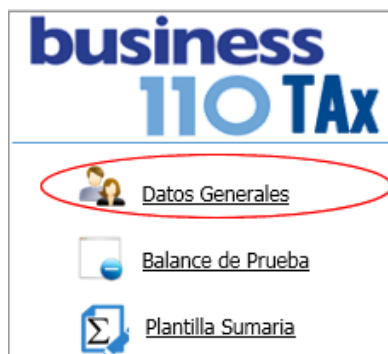 business
110 TAx
Datos Generales
Balance de Prueba
Σ Plantilla Sumaria